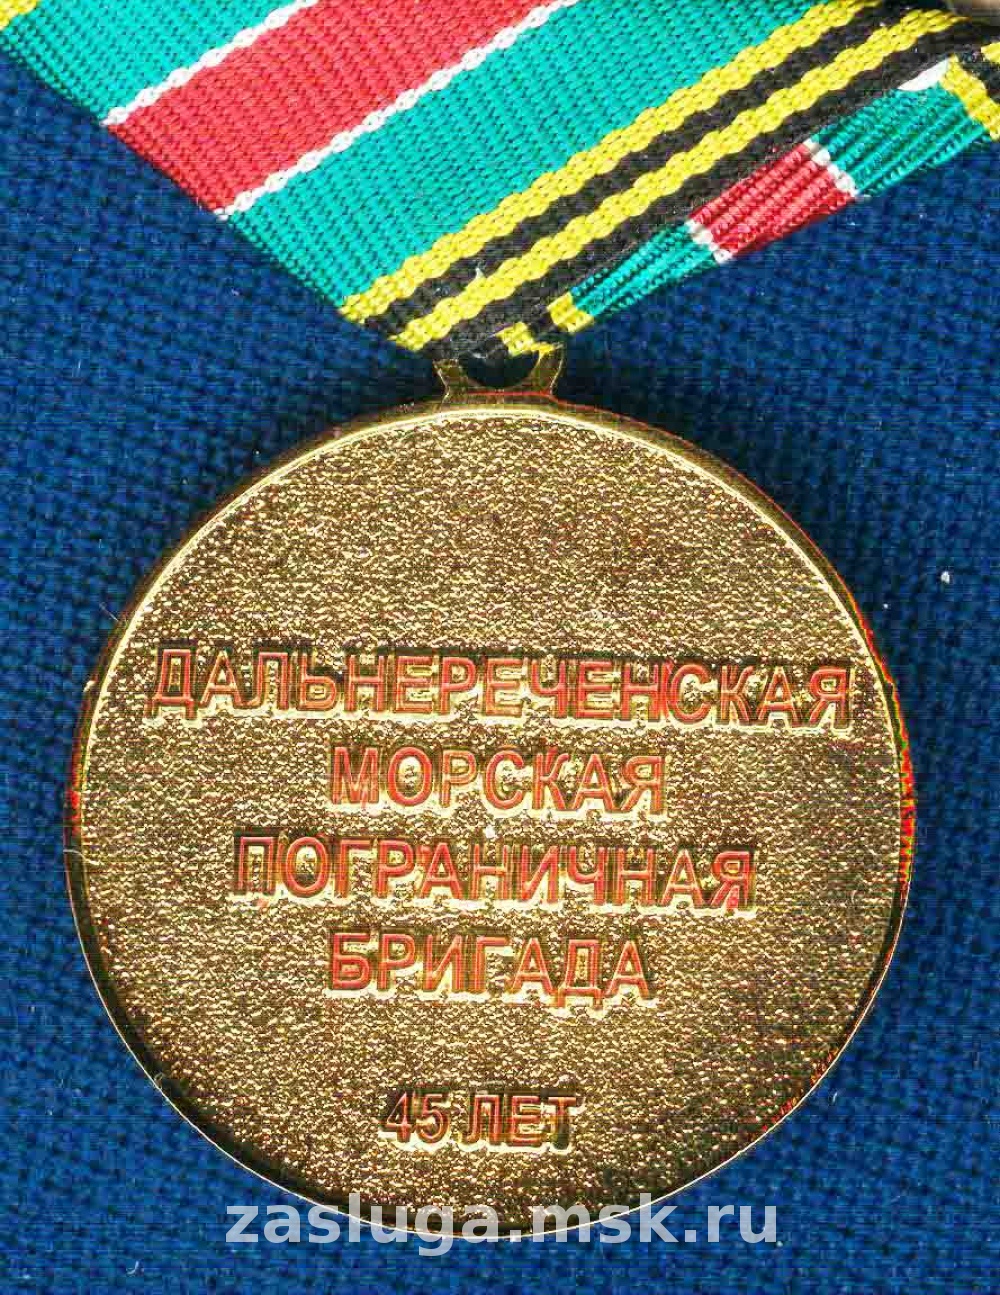 ДАЛЬНЕРЕЧЕНСКАЯ
МОРСКАЯ
ПОГРАНИЧНАЯ
БРИГАДА
45 ЛЕТ
zasluga.msk.ru